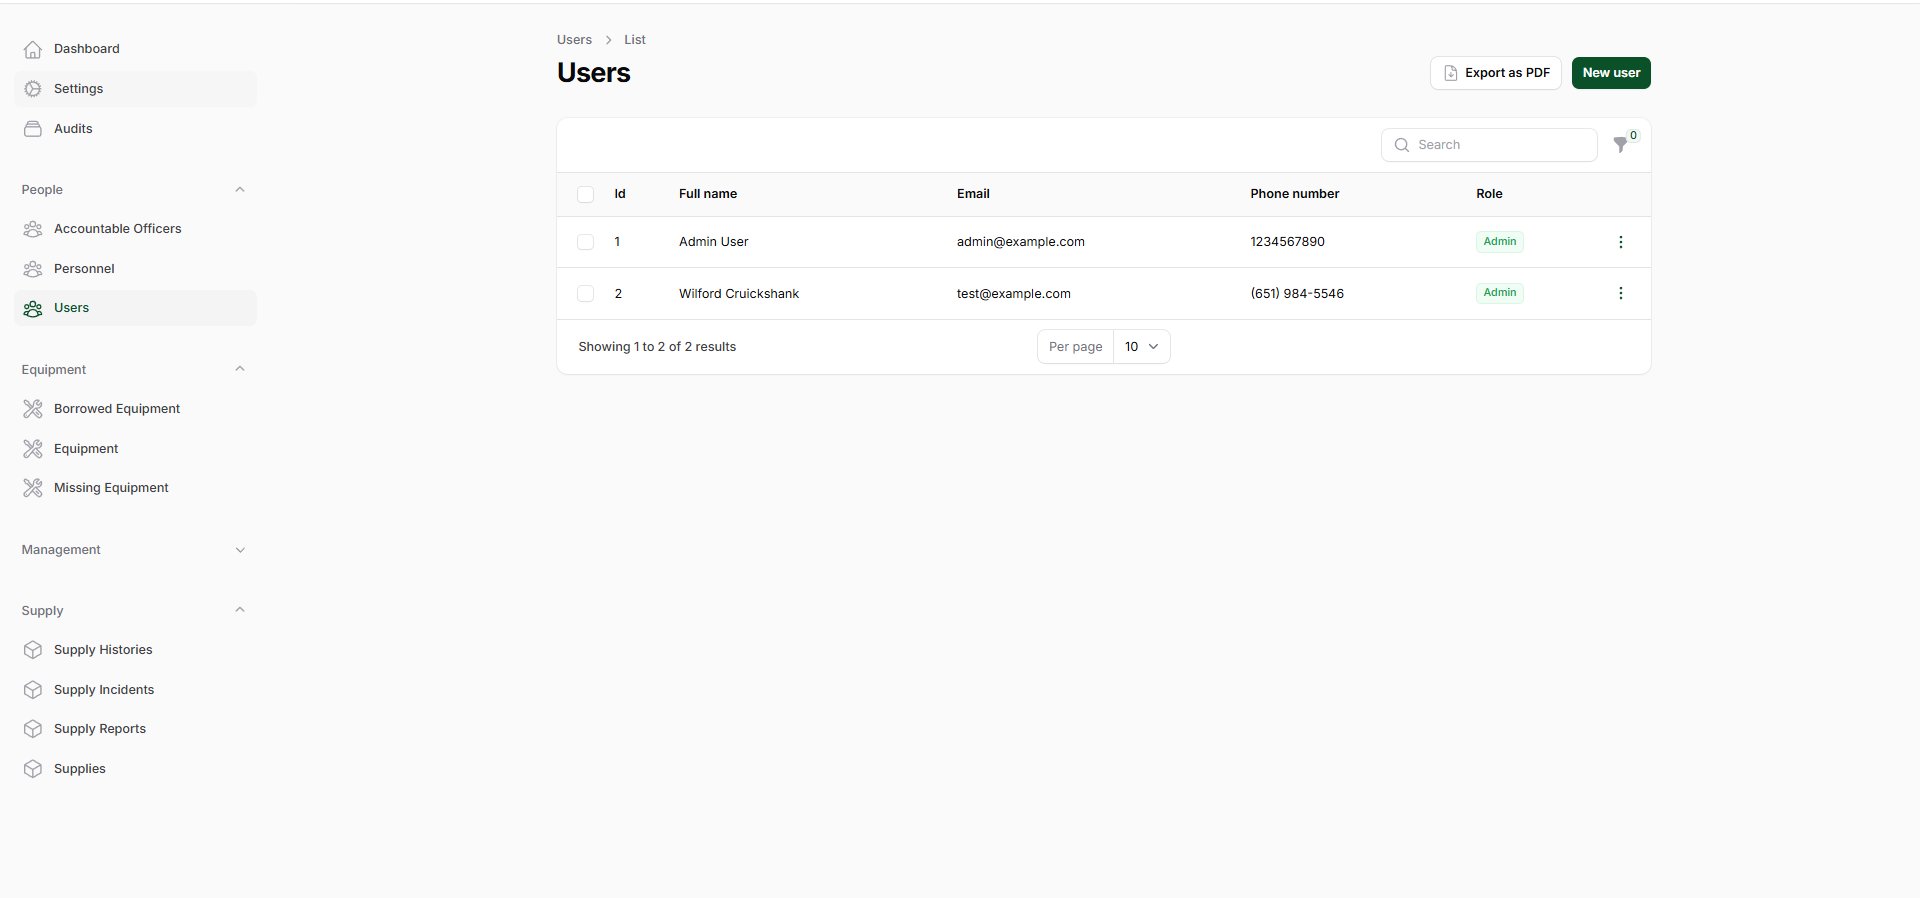 Dashboard
Settings
Audits
People
Accountable Officers
Personnel
Users
Equipment
Borrowed Equipment
Equipment
Missing Equipment
Management
Supply
Supply Histories
Supply Incidents
Supply Reports
Supplies
Users > List
Users
Export as PDF
New user
Search
0
Id Full name Email Phone number Role
1 Admin User admin@example.com 1234567890 Admin
2 Wilford Cruickshank test@example.com (651) 984-5546 Admin
Showing 1 to 2 of 2 results
Per page 10